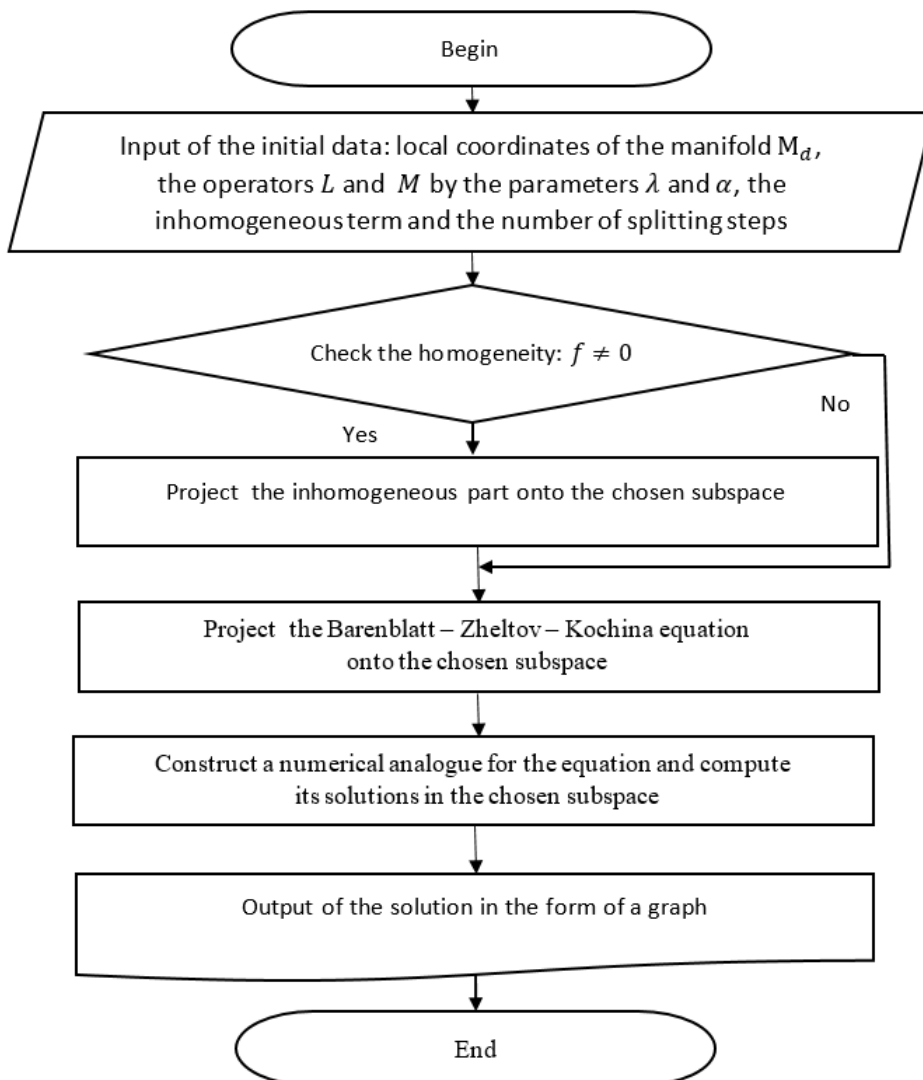 Begin
Input of the initial data: local coordinates of the manifold M_d,
the operators L and M by the parameters λ and α, the
inhomogeneous term and the number of splitting steps
Check the homogeneity: f ≠ 0
No
Yes
Project the inhomogeneous part onto the chosen subspace
Project the Barenblatt – Zheltov – Kochina equation
onto the chosen subspace
Construct a numerical analogue for the equation and compute
its solutions in the chosen subspace
Output of the solution in the form of a graph
End